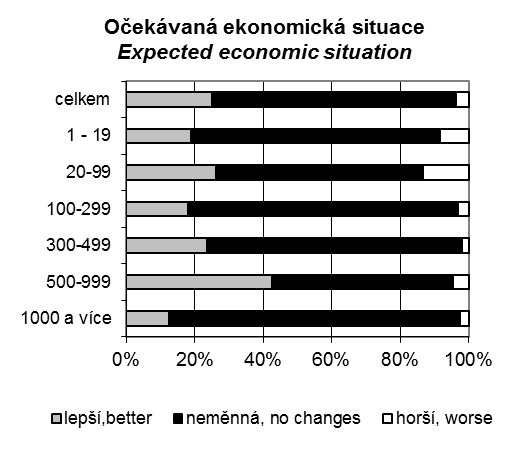 Očekávaná ekonomická situace
Expected economic situation
celkem
1 - 19
20-99
100-299
300-499
500-999
1000 a více
0% 20% 40% 60% 80% 100%
lepší,better neměnná, no changes horší, worse